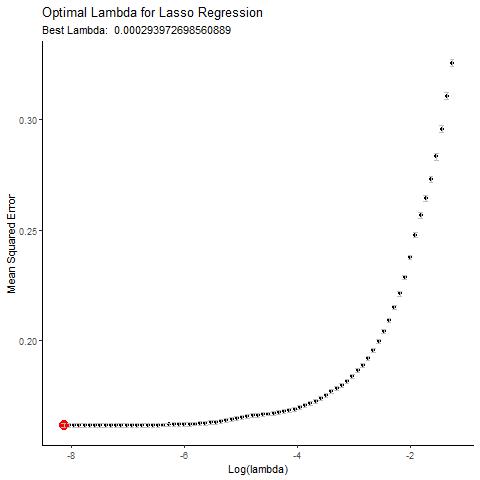 Optimal Lambda for Lasso Regression
Best Lambda:  0.000293972698560889
Mean Squared Error
0.30
0.25
0.20
-8
-6
-4
-2
Log(lambda)